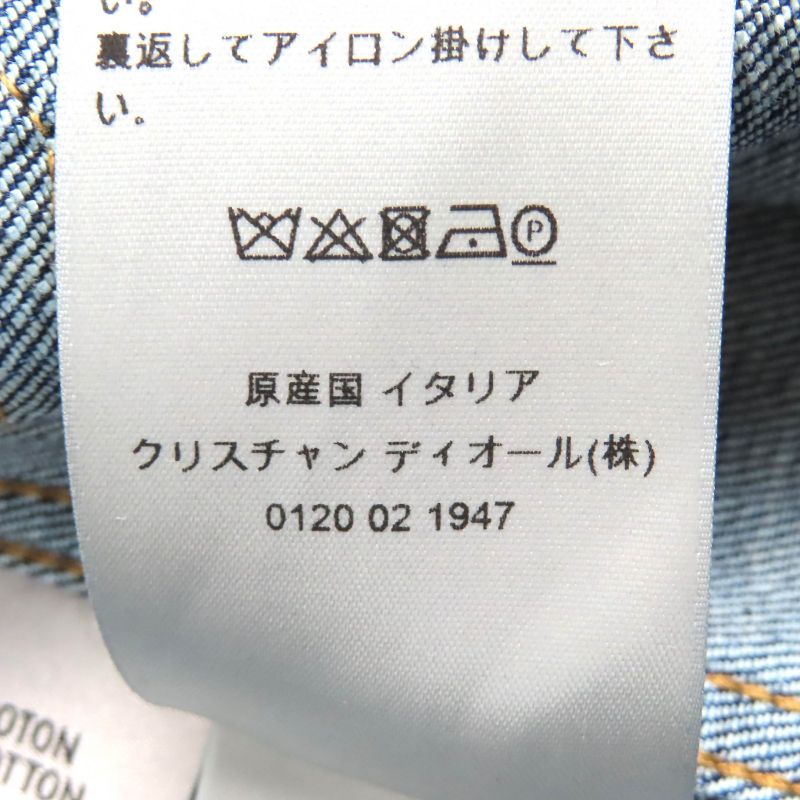 い。
裏返してアイロン掛けして下さ
い。
P
原産国 イタリア
クリスチャン ディオール(株)
0120 02 1947
OTON
OTTON